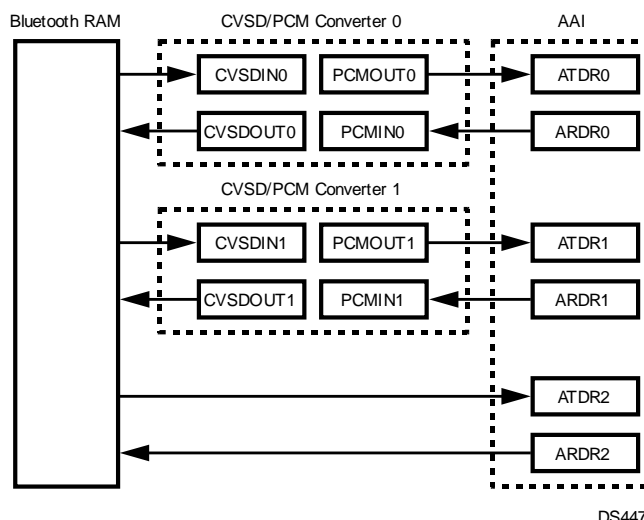 Bluetooth RAM CVSD/PCM Converter 0 AAI
CVSDIN0 PCMOUT0 ATDR0
CVSDOUT0 PCMIN0 ARDR0
CVSD/PCM Converter 1
CVSDIN1 PCMOUT1 ATDR1
CVSDOUT1 PCMIN1 ARDR1
ATDR2
ARDR2
DS447